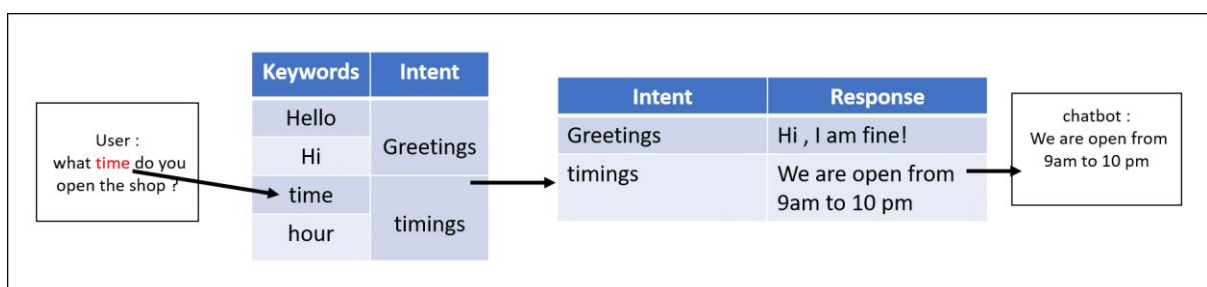 User :
what time do you
open the shop ?
Keywords Intent
Hello
Hi
Greetings
time
hour
timings
Intent Response
Greetings Hi , I am fine!
timings We are open from
9am to 10 pm
chatbot :
We are open from
9am to 10 pm